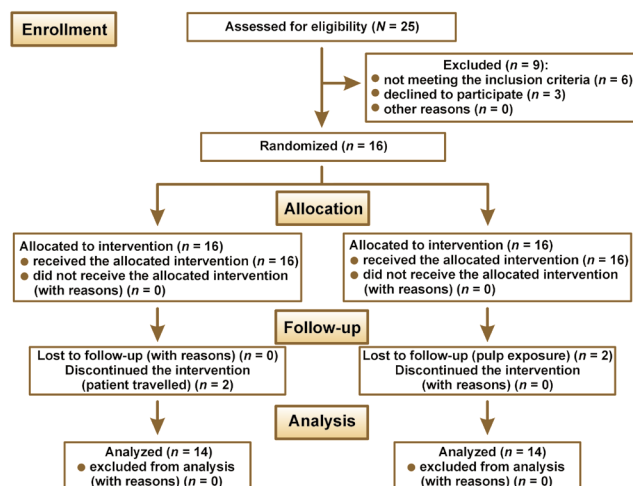 Enrollment
Assessed for eligibility (N = 25)
Excluded (n = 9):
● not meeting the inclusion criteria (n = 6)
● declined to participate (n = 3)
● other reasons (n = 0)
Randomized (n = 16)
Allocation
Allocated to intervention (n = 16)
● received the allocated intervention (n = 16)
● did not receive the allocated intervention
(with reasons) (n = 0)
Allocated to intervention (n = 16)
● received the allocated intervention (n = 16)
● did not receive the allocated intervention
(with reasons) (n = 0)
Follow-up
Lost to follow-up (with reasons) (n = 0)
Discontinued the intervention
(patient travelled) (n = 2)
Lost to follow-up (pulp exposure) (n = 2)
Discontinued the intervention
(with reasons) (n = 0)
Analysis
Analyzed (n = 14)
● excluded from analysis
(with reasons) (n = 0)
Analyzed (n = 14)
● excluded from analysis
(with reasons) (n = 0)